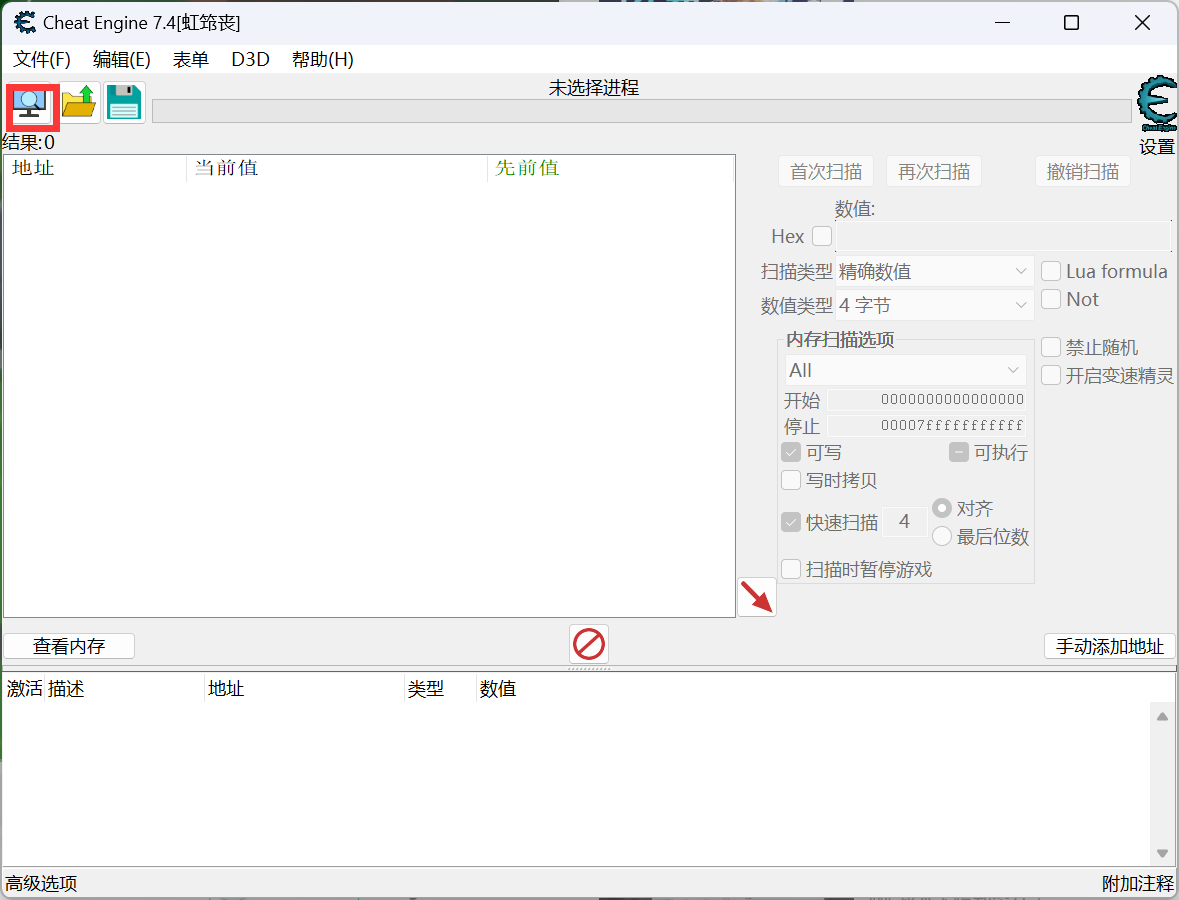 Cheat Engine 7.4[虹筂丧]
文件(F) 编辑(E) 表单 D3D 帮助(H)
未选择进程
Cheat Engine
设置
结果:0
地址 当前值 先前值
首次扫描 再次扫描 撤销扫描
数值:
Hex
扫描类型 精确数值 Lua formula
数值类型 4 字节 Not
内存扫描选项
All
禁止随机
开启变速精灵
开始 0000000000000000
停止 00007fffffffffff
可写 可执行
写时拷贝
快速扫描 4 对齐
最后位数
扫描时暂停游戏
查看内存 手动添加地址
激活 描述 地址 类型 数值
高级选项 附加注释